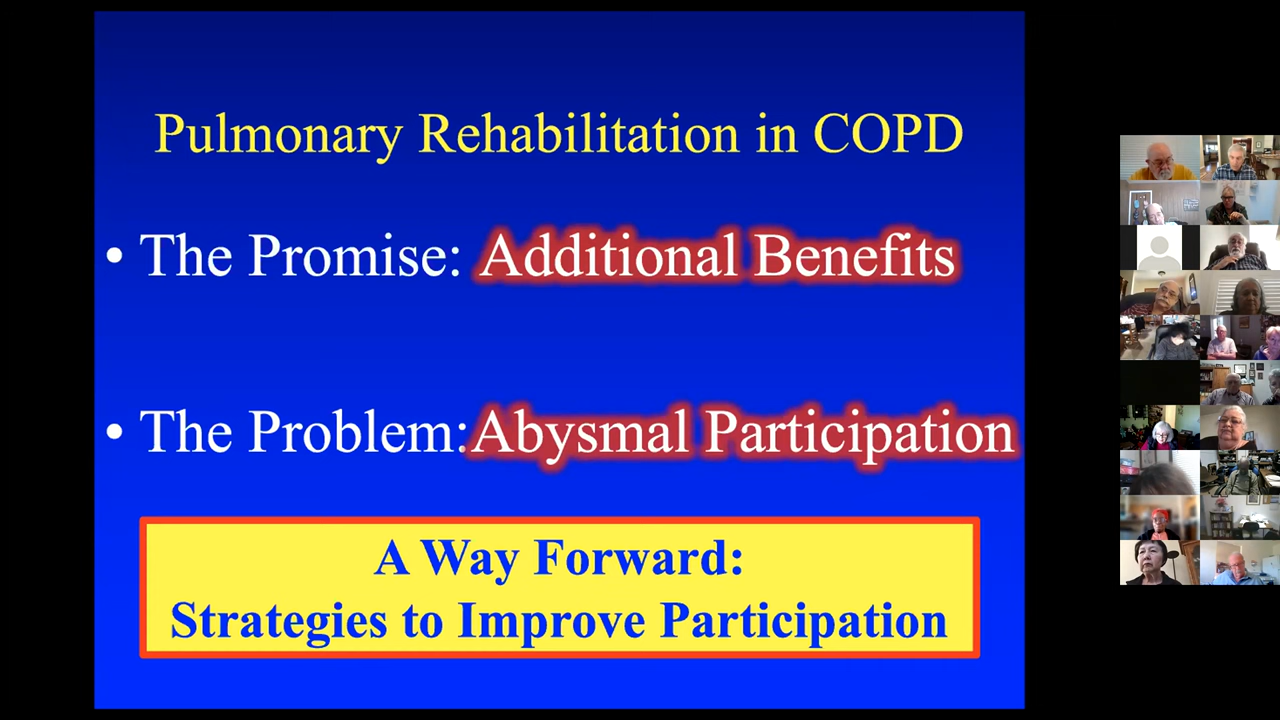 Pulmonary Rehabilitation in COPD
• The Promise: Additional Benefits
• The Problem:Abysmal Participation
A Way Forward:
Strategies to Improve Participation